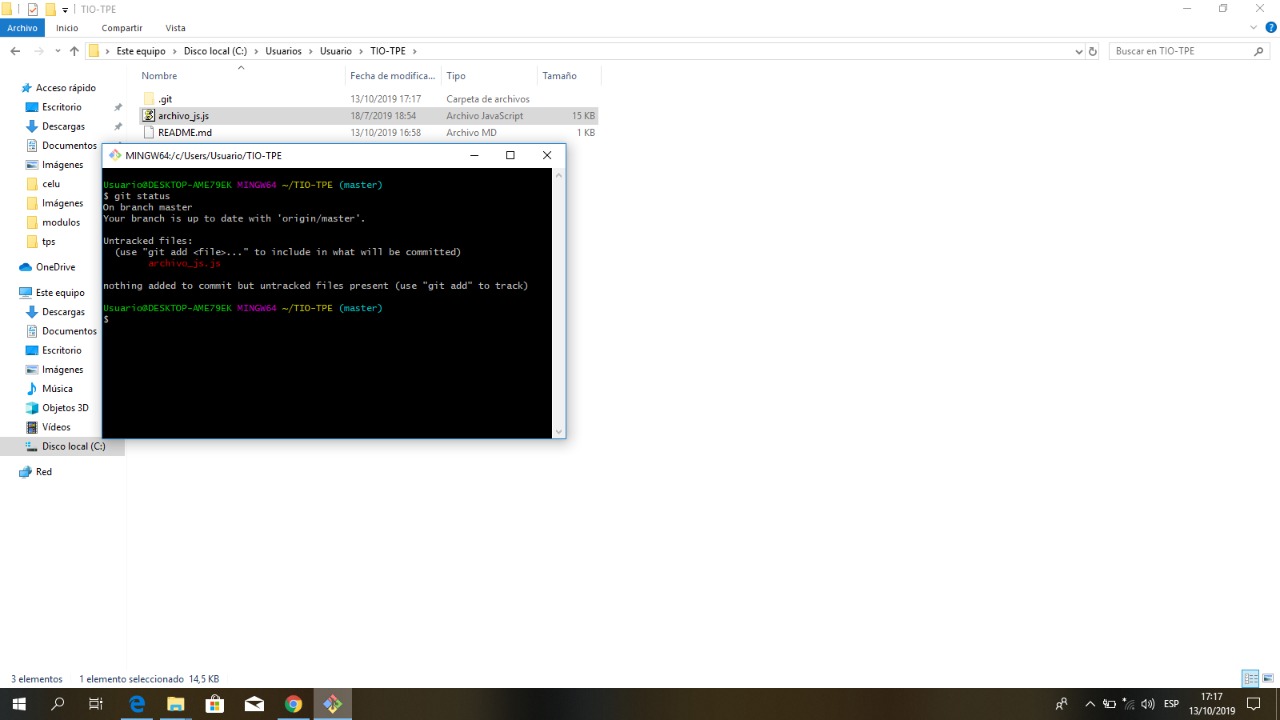 TIO-TPE
Archivo Inicio Compartir Vista
Este equipo Disco local (C:) Usuarios Usuario TIO-TPE
Buscar en TIO-TPE
Nombre Fecha de modifica... Tipo Tamaño
.git 13/10/2019 17:17 Carpeta de archivos
archivo_js.js 18/7/2019 18:54 Archivo JavaScript 15 KB
README.md 13/10/2019 16:58 Archivo MD 1 KB
Acceso rápido
Escritorio
Descargas
Documentos
Imágenes
celu
Imágenes
modulos
tps
OneDrive
Este equipo
Descargas
Documentos
Escritorio
Imágenes
Música
Objetos 3D
Vídeos
Disco local (C:)
Red
MINGW64:/c/Users/Usuario/TIO-TPE
Usuario@DESKTOP-AME79EK MINGW64 ~/TIO-TPE (master)
$ git status
On branch master
Your branch is up to date with 'origin/master'.
Untracked files:
(use "git add <file>..." to include in what will be committed)
archivo_js.js
nothing added to commit but untracked files present (use "git add" to track)
Usuario@DESKTOP-AME79EK MINGW64 ~/TIO-TPE (master)
$
3 elementos 1 elemento seleccionado 14,5 KB
ESP
17:17
13/10/2019